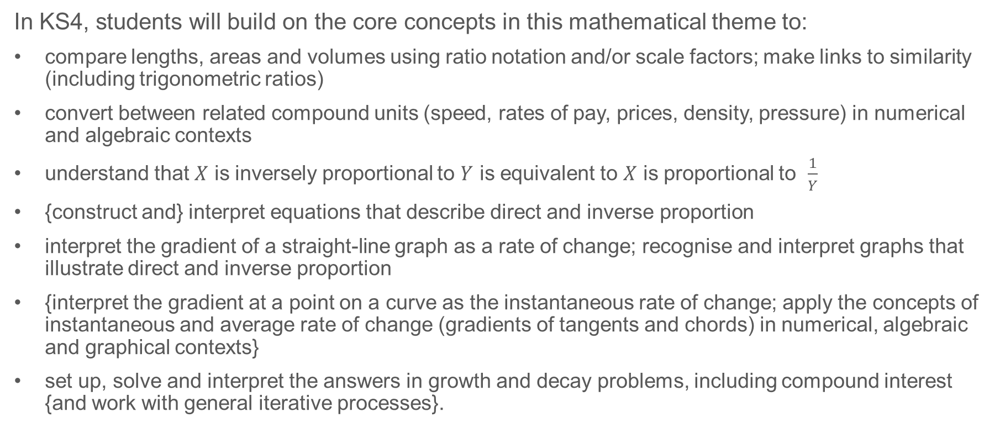 In KS4, students will build on the core concepts in this mathematical theme to:
• compare lengths, areas and volumes using ratio notation and/or scale factors; make links to similarity
(including trigonometric ratios)
• convert between related compound units (speed, rates of pay, prices, density, pressure) in numerical
and algebraic contexts
• understand that X is inversely proportional to Y is equivalent to X is proportional to 1/Y
• {construct and} interpret equations that describe direct and inverse proportion
• interpret the gradient of a straight-line graph as a rate of change; recognise and interpret graphs that
illustrate direct and inverse proportion
• {interpret the gradient at a point on a curve as the instantaneous rate of change; apply the concepts of
instantaneous and average rate of change (gradients of tangents and chords) in numerical, algebraic
and graphical contexts}
• set up, solve and interpret the answers in growth and decay problems, including compound interest
{and work with general iterative processes}.